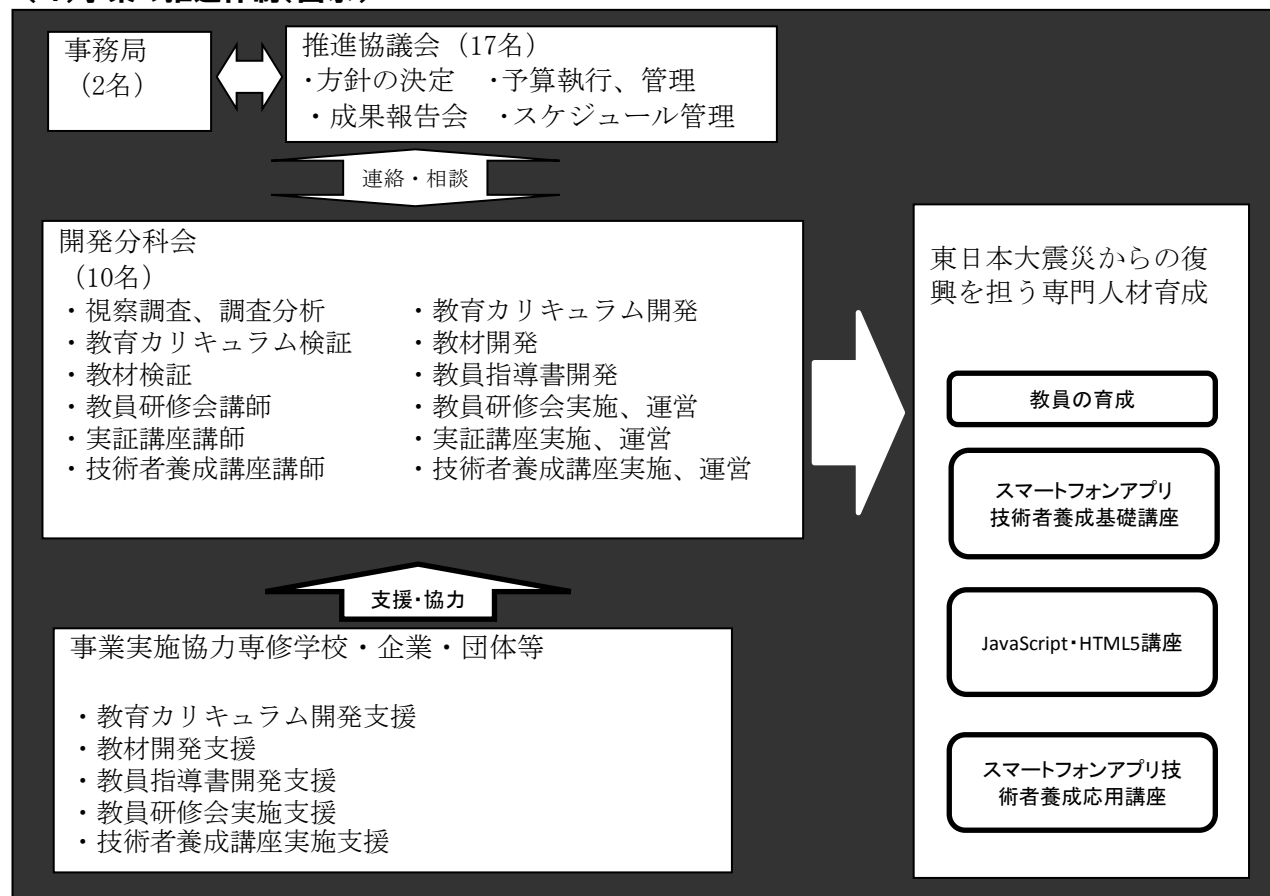 事務局
（2名）
推進協議会（17名）
・方針の決定　・予算執行、管理
・成果報告会　・スケジュール管理
連絡・相談
開発分科会
（10名）
・視察調査、調査分析　・教育カリキュラム開発
・教育カリキュラム検証　・教材開発
・教材検証　・教員指導書開発
・教員研修会講師　・教員研修会実施、運営
・実証講座講師　・実証講座実施、運営
・技術者養成講座講師　・技術者養成講座実施、運営
支援・協力
事業実施協力専修学校・企業・団体等
・教育カリキュラム開発支援
・教材開発支援
・教員指導書開発支援
・教員研修会実施支援
・技術者養成講座実施支援
東日本大震災からの復
興を担う専門人材育成
教員の育成
スマートフォンアプリ
技術者養成基礎講座
JavaScript・HTML5講座
スマートフォンアプリ技
術者養成応用講座